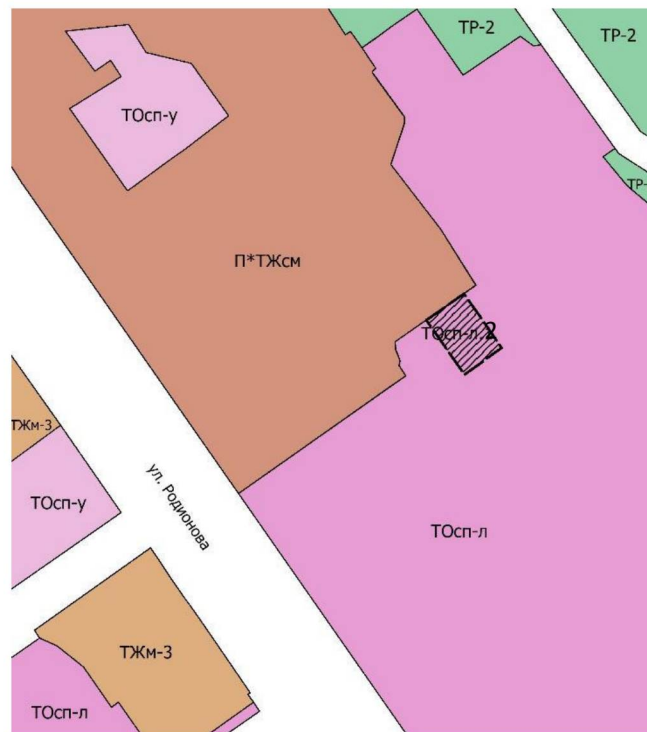 ТР-2
ТР-2
ТОсп-у
ТР-
П*ТЖсм
ТОсп-л.2
ТЖм-3
ТОсп-у
ул. Родионова
ТОсп-л
ТЖм-3
ТОсп-л